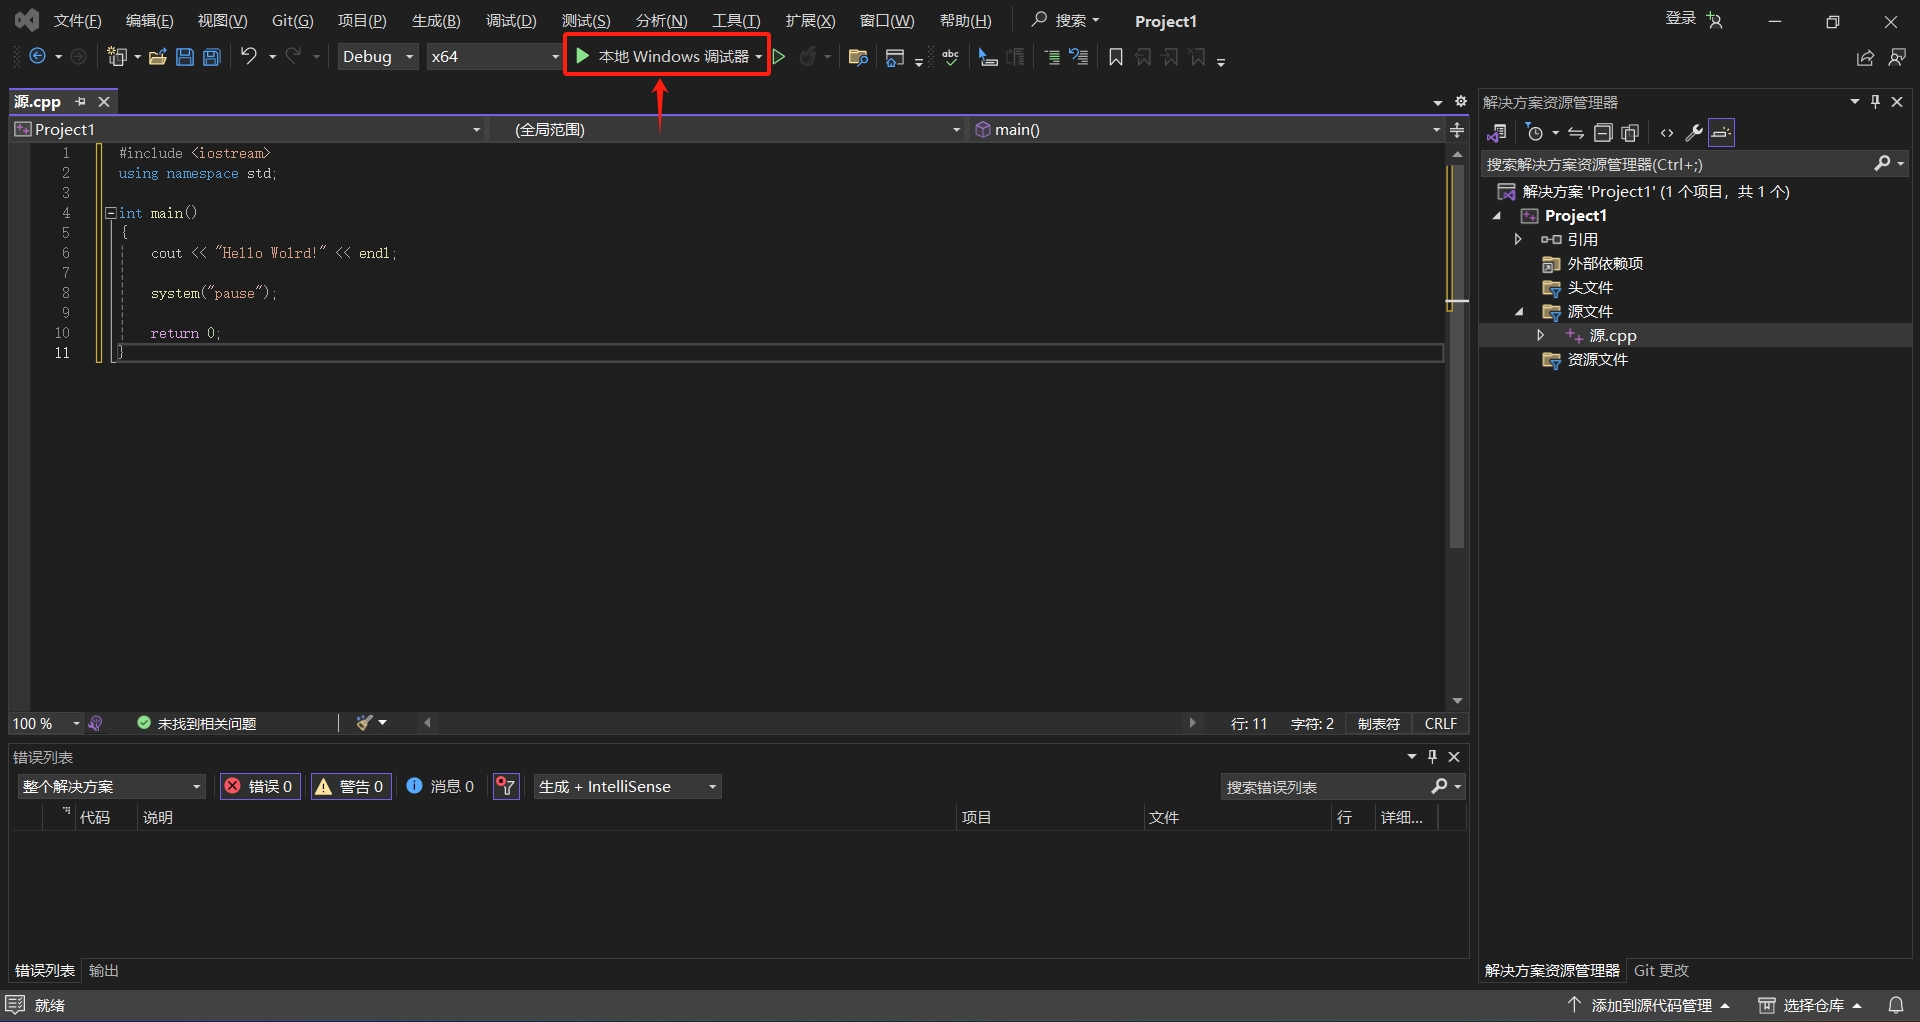 文件(F) 编辑(E) 视图(V) Git(G) 项目(P) 生成(B) 调试(D) 测试(S) 分析(N) 工具(T) 扩展(X) 窗口(W) 帮助(H) 搜索 Project1 登录
Debug x64 本地 Windows 调试器 abc
源.cpp
Project1 (全局范围) main()
1 #include <iostream>
2 using namespace std;
3
4 int main()
5 {
6 cout << "Hello Wolrd!" << endl;
7
8 system("pause");
9
10 return 0;
11 }
100 % 未找到相关问题 行: 11 字符: 2 制表符 CRLF
错误列表
整个解决方案 错误 0 警告 0 消息 0 生成 + IntelliSense 搜索错误列表
代码 说明 项目 文件 行 详细...
错误列表 输出
解决方案资源管理器
搜索解决方案资源管理器(Ctrl+;)
解决方案 'Project1' (1 个项目，共 1 个)
Project1
引用
外部依赖项
头文件
源文件
源.cpp
资源文件
解决方案资源管理器 Git 更改
就绪 添加到源代码管理 选择仓库